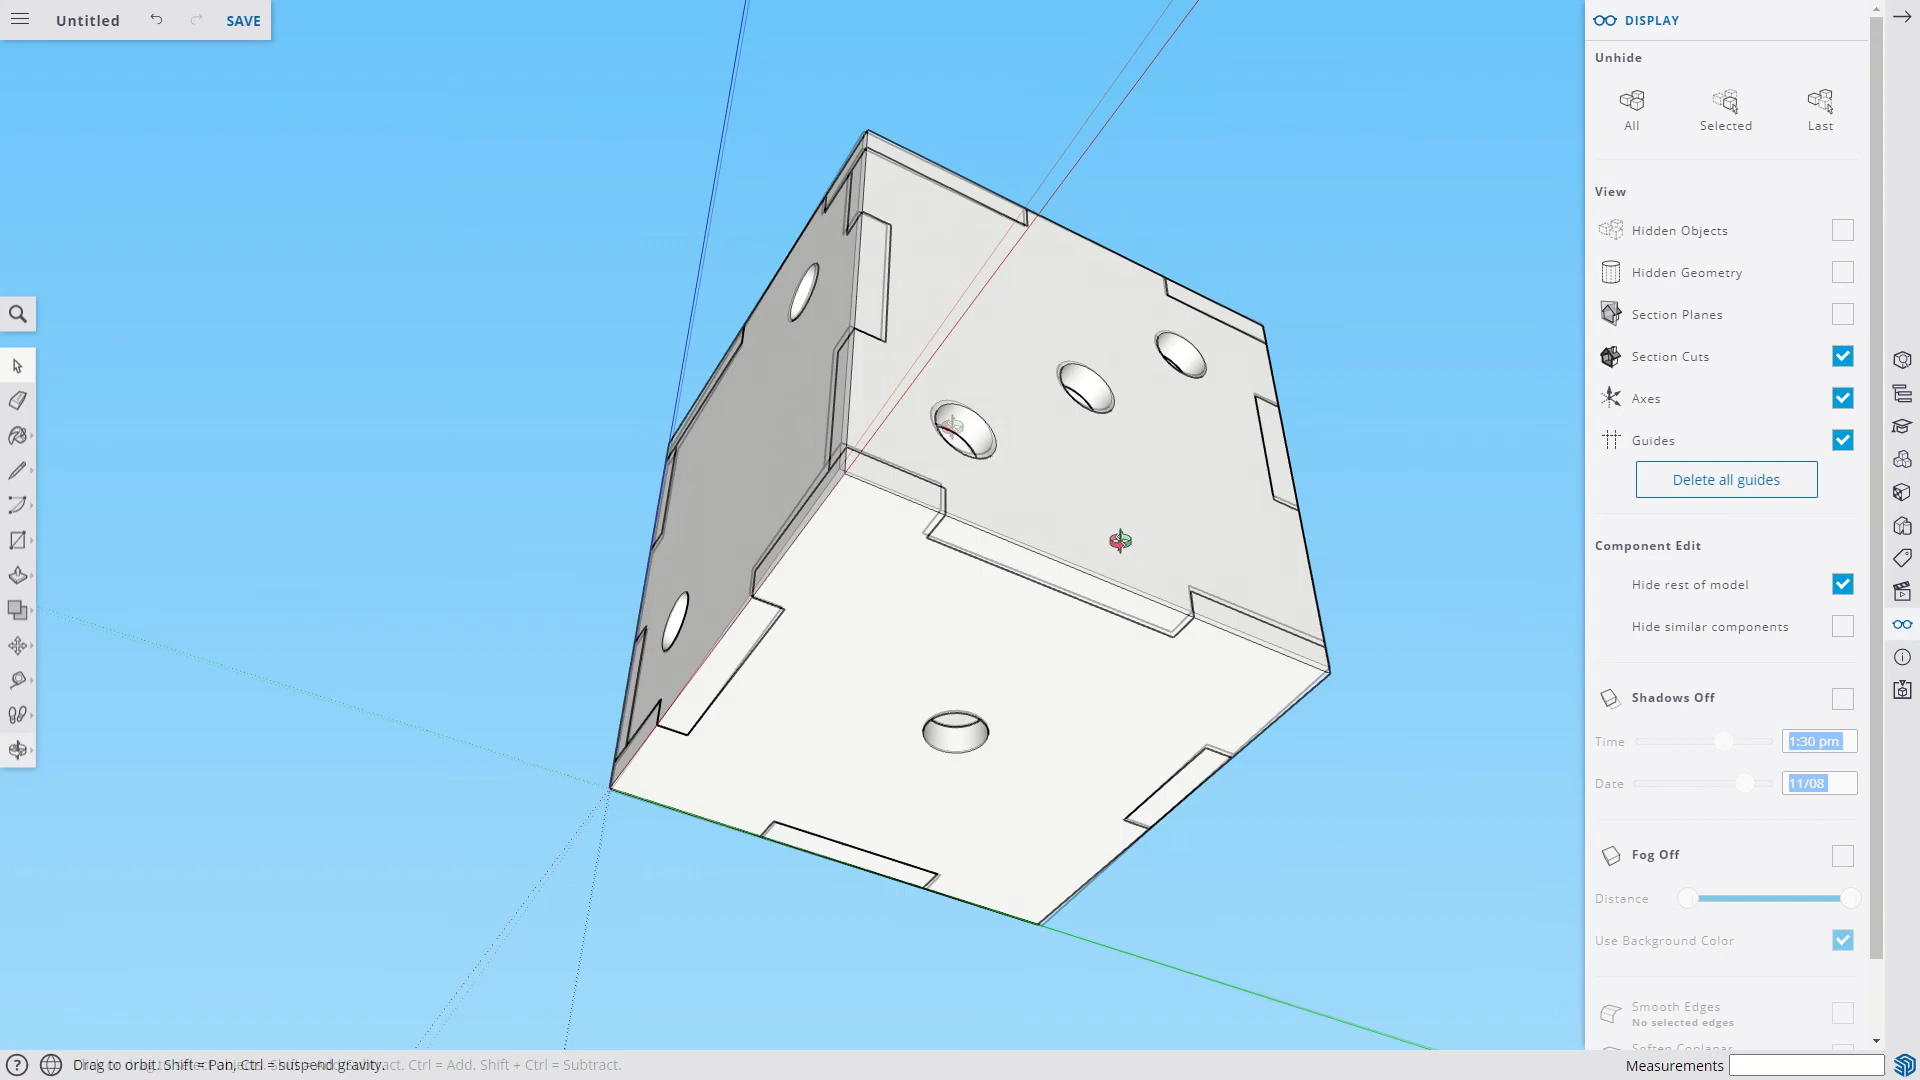 Untitled
SAVE
DISPLAY
Unhide
All
Selected
Last
View
Hidden Objects
Hidden Geometry
Section Planes
Section Cuts
Axes
Guides
Delete all guides
Component Edit
Hide rest of model
Hide similar components
Shadows Off
Time
1:30 pm
Date
11/08
Fog Off
Distance
Use Background Color
Smooth Edges
No selected edges
Soften Coplanar
Drag to orbit. Shift = Pan, Ctrl = suspend gravity.
Ctrl = Add. Shift + Ctrl = Subtract.
Measurements